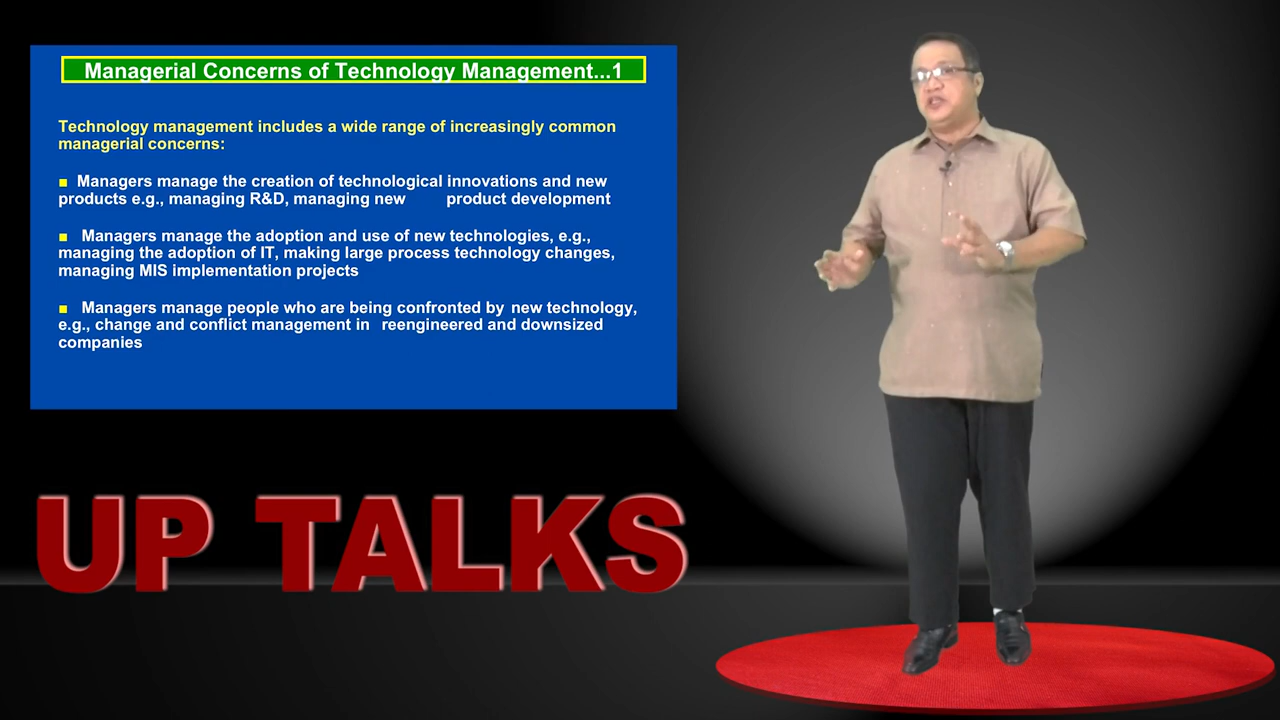 Managerial Concerns of Technology Management...1
Technology management includes a wide range of increasingly common
managerial concerns:
■ Managers manage the creation of technological innovations and new
products e.g., managing R&D, managing new product development
■ Managers manage the adoption and use of new technologies, e.g.,
managing the adoption of IT, making large process technology changes,
managing MIS implementation projects
■ Managers manage people who are being confronted by new technology,
e.g., change and conflict management in reengineered and downsized
companies
UP TALKS